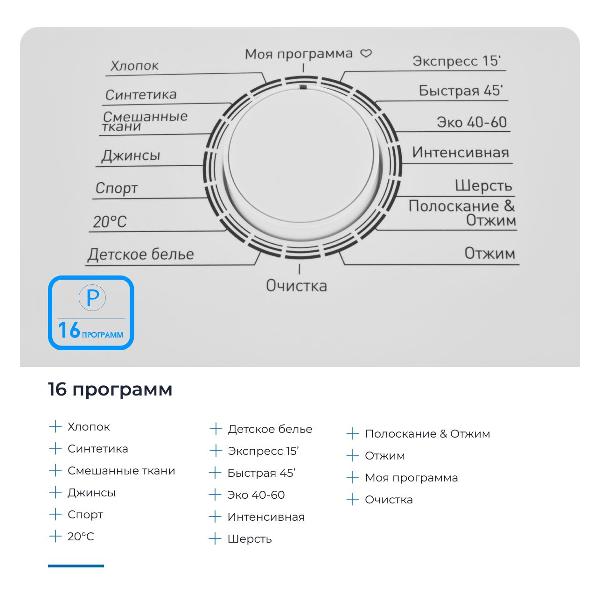 Моя программа
Хлопок
Синтетика
Смешанные
ткани
Джинсы
Спорт
20°C
Детское белье
Экспресс 15'
Быстрая 45'
Эко 40-60
Интенсивная
Шерсть
Полоскание &
Отжим
Отжим
Очистка
P
16 ПРОГРАММ
16 программ
Хлопок
Синтетика
Смешанные ткани
Джинсы
Спорт
20°C
Детское белье
Экспресс 15'
Быстрая 45'
Эко 40-60
Интенсивная
Шерсть
Полоскание & Отжим
Отжим
Моя программа
Очистка